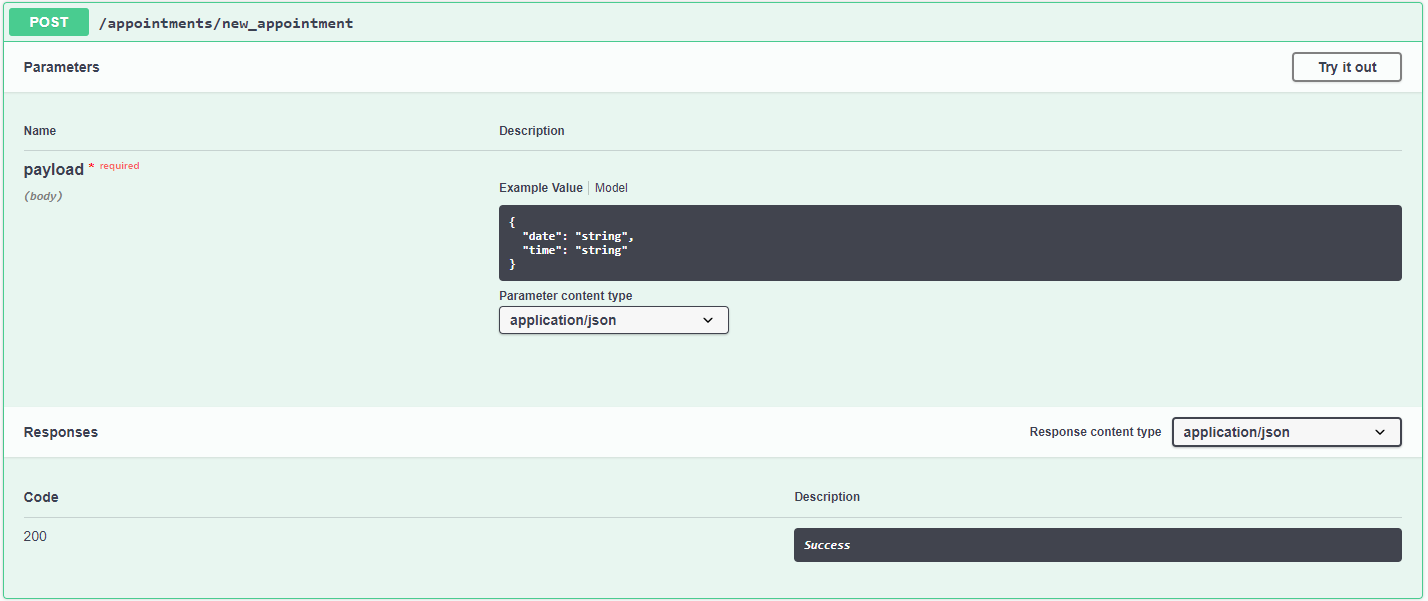 POST /appointments/new_appointment
Parameters Try it out
Name Description
payload * required
(body)
Example Value Model
{
"date": "string",
"time": "string"
}
Parameter content type
application/json
Responses Response content type application/json
Code Description
200 Success